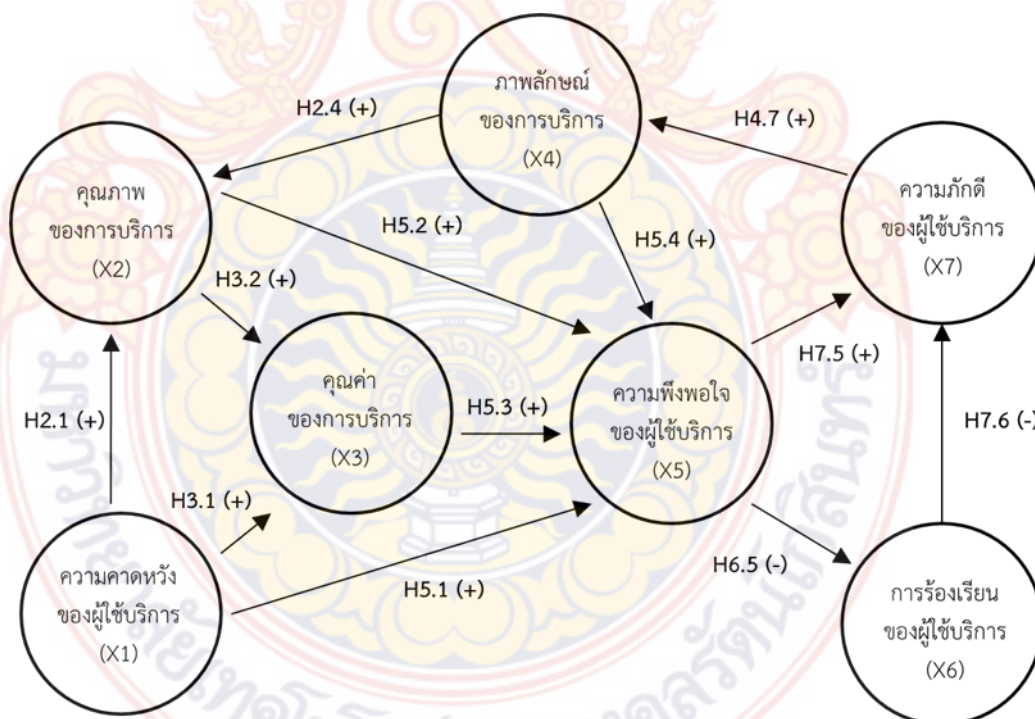 ภาพลักษณ์
ของการบริการ
(X4)
H2.4 (+)
H4.7 (+)
คุณภาพ
ของการบริการ
(X2)
ความภักดี
ของผู้ใช้บริการ
(X7)
H5.2 (+)
H5.4 (+)
H3.2 (+)
H7.5 (+)
คุณค่า
ของการบริการ
(X3)
H5.3 (+)
ความพึงพอใจ
ของผู้ใช้บริการ
(X5)
H2.1 (+)
H7.6 (-)
H3.1 (+)
H5.1 (+)
H6.5 (-)
ความคาดหวัง
ของผู้ใช้บริการ
(X1)
การร้องเรียน
ของผู้ใช้บริการ
(X6)